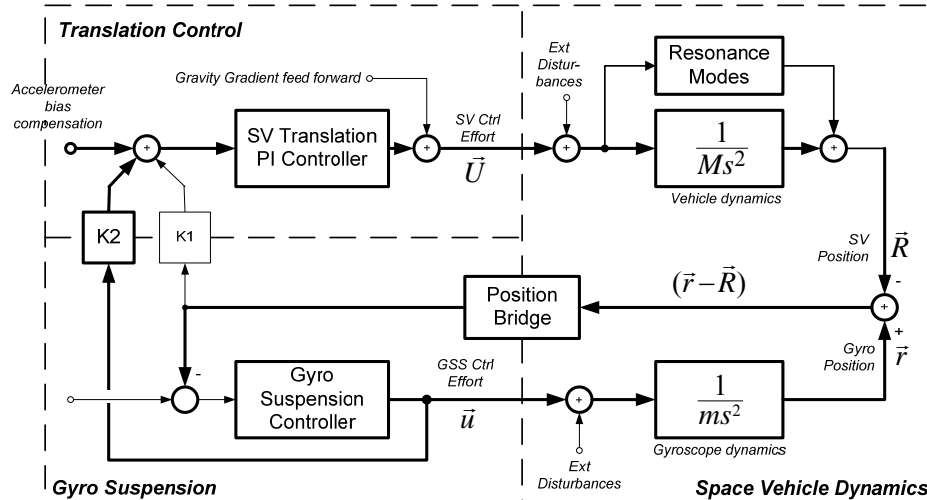 Translation Control
Accelerometer
bias
compensation
Gravity Gradient feed forward
+
SV Translation
PI Controller
+
SV Ctrl
Effort
U⃗
Ext
Distur-
bances
+
Resonance
Modes
1
Ms²
Vehicle dynamics
+
K2
K1
SV
Position
R⃗
Position
Bridge
(r⃗ − R⃗)
-
+
+
Gyro
Position
r⃗
-
Gyro
Suspension
Controller
GSS Ctrl
Effort
u⃗
+
Ext
Disturbances
1
ms²
Gyroscope dynamics
Gyro Suspension
Space Vehicle Dynamics